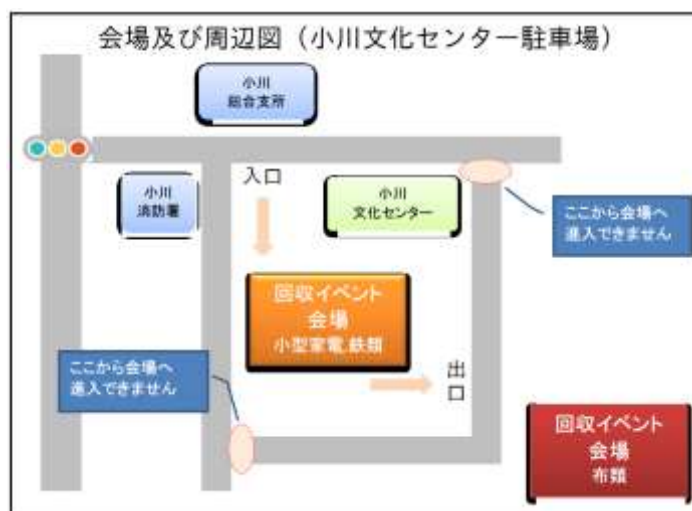 会場及び周辺図（小川文化センター駐車場）
小川
総合支所
小川
消防署
入口
小川
文化センター
ここから会場へ
進入できません
回収イベント
会場
小型家電,鉄類
ここから会場へ
進入できません
出口
回収イベント
会場
布類